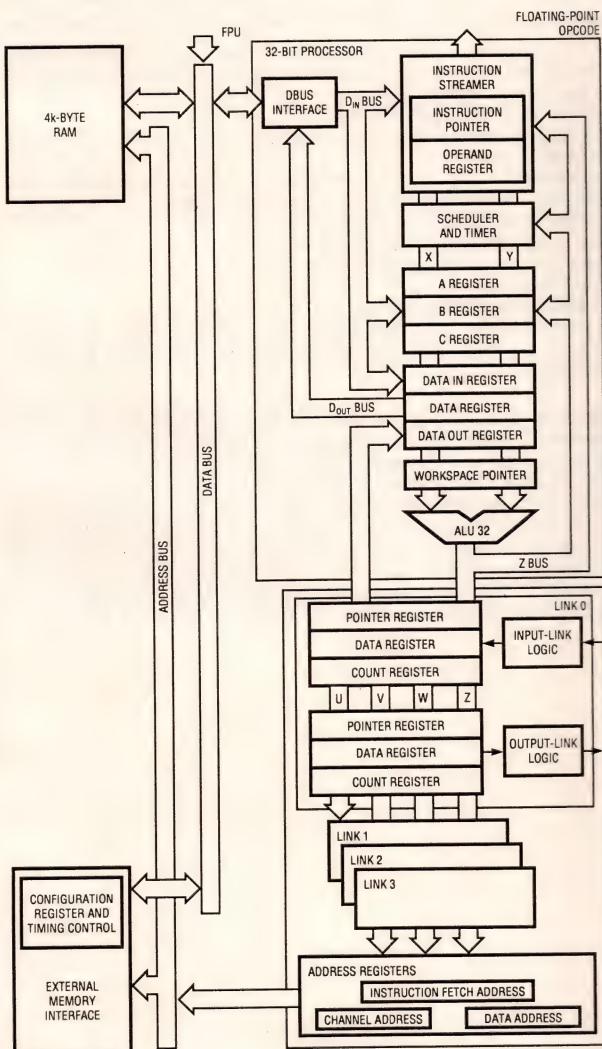 FLOATING-POINT
OPCODE
FPU
32-BIT PROCESSOR
4k-BYTE
RAM
DBUS
INTERFACE
DIN BUS
INSTRUCTION
STREAMER
INSTRUCTION
POINTER
OPERAND
REGISTER
SCHEDULER
AND TIMER
X Y
A REGISTER
B REGISTER
C REGISTER
DATA IN REGISTER
DOUT BUS
DATA REGISTER
DATA OUT REGISTER
WORKSPACE POINTER
ALU 32
Z BUS
DATA BUS
ADDRESS BUS
LINK 0
POINTER REGISTER
DATA REGISTER
COUNT REGISTER
INPUT-LINK
LOGIC
U V W Z
POINTER REGISTER
DATA REGISTER
COUNT REGISTER
OUTPUT-LINK
LOGIC
LINK 1
LINK 2
LINK 3
CONFIGURATION
REGISTER AND
TIMING CONTROL
EXTERNAL
MEMORY
INTERFACE
ADDRESS REGISTERS
INSTRUCTION FETCH ADDRESS
CHANNEL ADDRESS
DATA ADDRESS